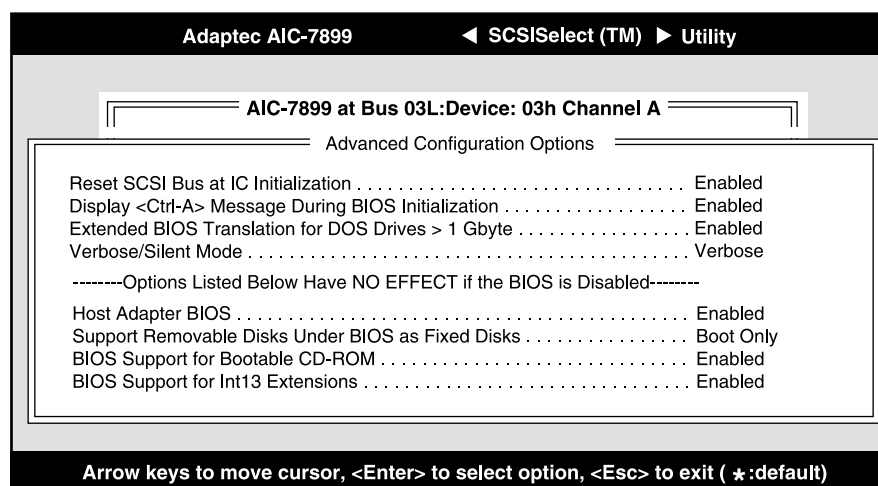 Adaptec AIC-7899 ◄ SCSISelect (TM) ► Utility
AIC-7899 at Bus 03L:Device: 03h Channel A
Advanced Configuration Options
Reset SCSI Bus at IC Initialization . . . . . . . . . . . . . . . . . . . . . . . . . . . . . . . . Enabled
Display <Ctrl-A> Message During BIOS Initialization . . . . . . . . . . . . . . . . . . Enabled
Extended BIOS Translation for DOS Drives > 1 Gbyte . . . . . . . . . . . . . . . . . Enabled
Verbose/Silent Mode . . . . . . . . . . . . . . . . . . . . . . . . . . . . . . . . . . . . . . . . . . . Verbose
--------Options Listed Below Have NO EFFECT if the BIOS is Disabled--------
Host Adapter BIOS . . . . . . . . . . . . . . . . . . . . . . . . . . . . . . . . . . . . . . . . . . . . Enabled
Support Removable Disks Under BIOS as Fixed Disks . . . . . . . . . . . . . . . . Boot Only
BIOS Support for Bootable CD-ROM . . . . . . . . . . . . . . . . . . . . . . . . . . . . . . Enabled
BIOS Support for Int13 Extensions . . . . . . . . . . . . . . . . . . . . . . . . . . . . . . . . Enabled
Arrow keys to move cursor, <Enter> to select option, <Esc> to exit ( *:default)